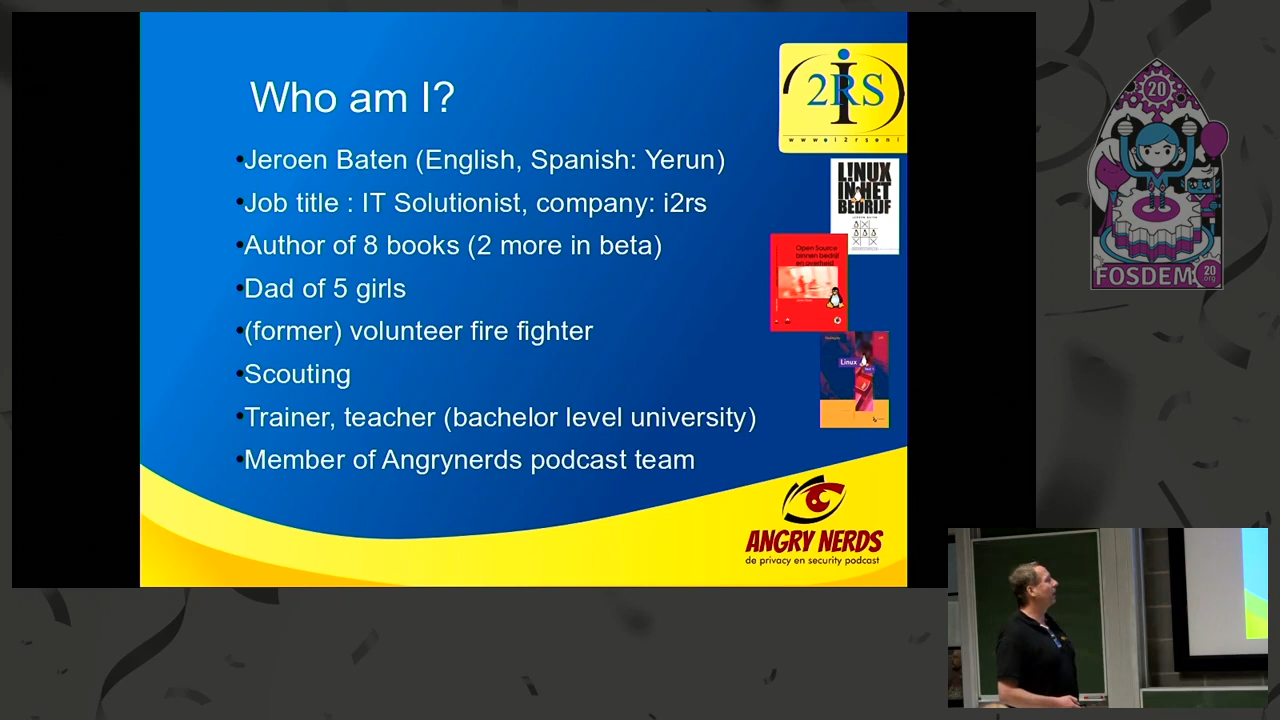 Who am I?
•Jeroen Baten (English, Spanish: Yerun)
•Job title : IT Solutionist, company: i2rs
•Author of 8 books (2 more in beta)
•Dad of 5 girls
•(former) volunteer fire fighter
•Scouting
•Trainer, teacher (bachelor level university)
•Member of Angrynerds podcast team
i2RS
L!NUX
IN HET
BEDRIJF
Open Source
binnen bedrijf
en overheid
Linux
ANGRY NERDS
de privacy en security podcast
20
FOSDEM
20
.org